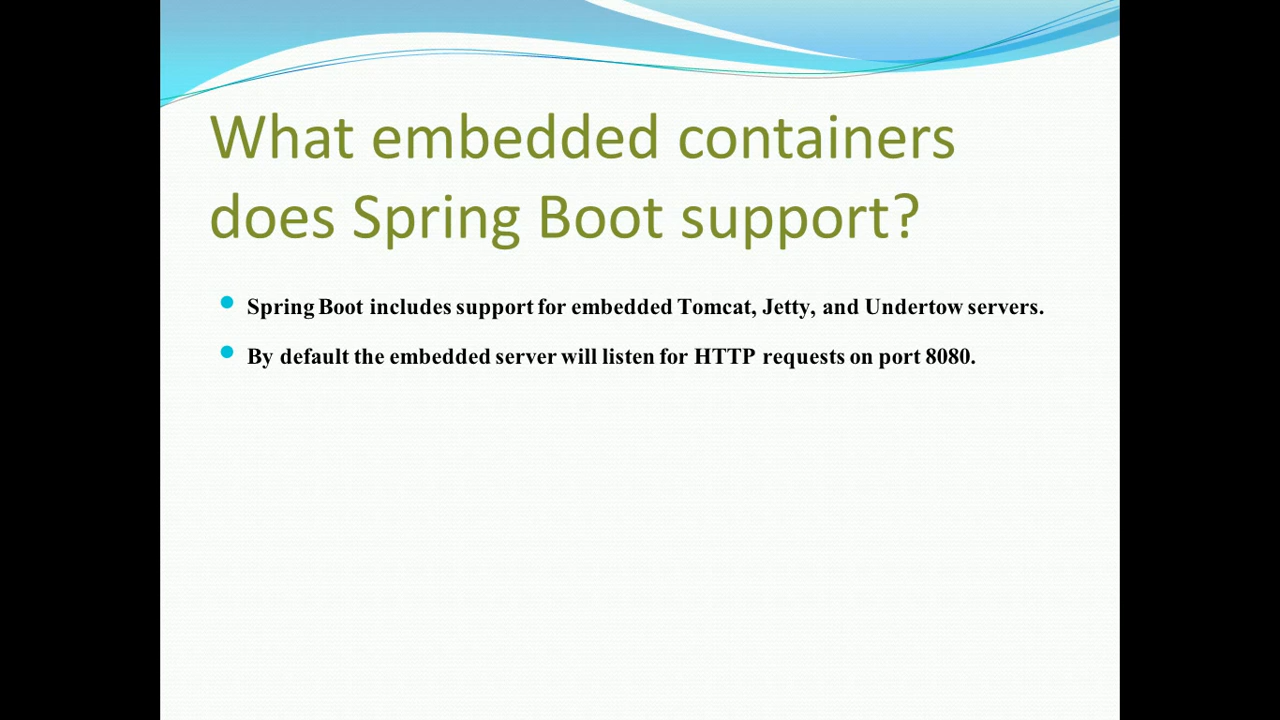 What embedded containers
does Spring Boot support?
Spring Boot includes support for embedded Tomcat, Jetty, and Undertow servers.
By default the embedded server will listen for HTTP requests on port 8080.